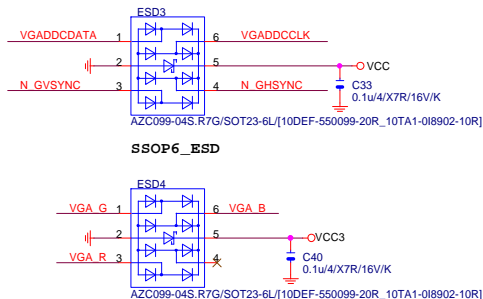 ESD3
VGADDCDATA 1 6 VGADDCCLK
2 5 VCC
N_GVSYNC 3 4 N_GHSYNC
C33
0.1u/4/X7R/16V/K
AZC099-04S.R7G/SOT23-6L/[10DEF-550099-20R_10TA1-0I8902-10R]
SSOP6_ESD
ESD4
VGA_G 1 6 VGA_B
2 5 VCC3
VGA_R 3 4
C40
0.1u/4/X7R/16V/K
AZC099-04S.R7G/SOT23-6L/[10DEF-550099-20R_10TA1-0I8902-10R]